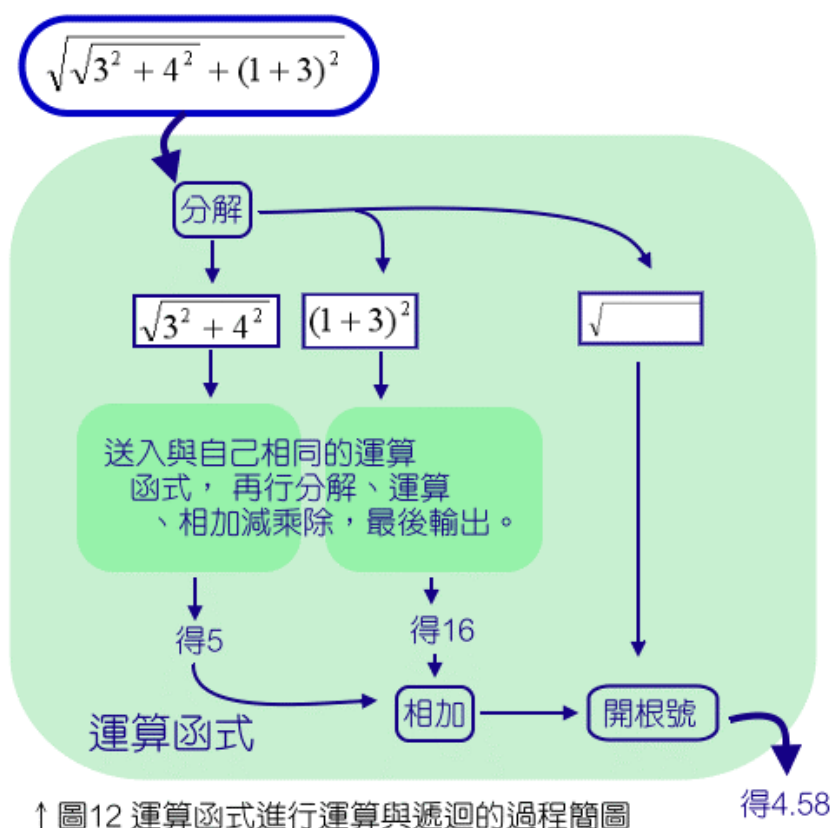 √(√(3² + 4²) + (1+3)²)
分解
√(3² + 4²)
(1+3)²
√
送入與自己相同的運算
函式，再行分解、運算
、相加減乘除，最後輸出。
得5
得16
相加
開根號
運算函式
得4.58
↑圖12 運算函式進行運算與遞迴的過程簡圖